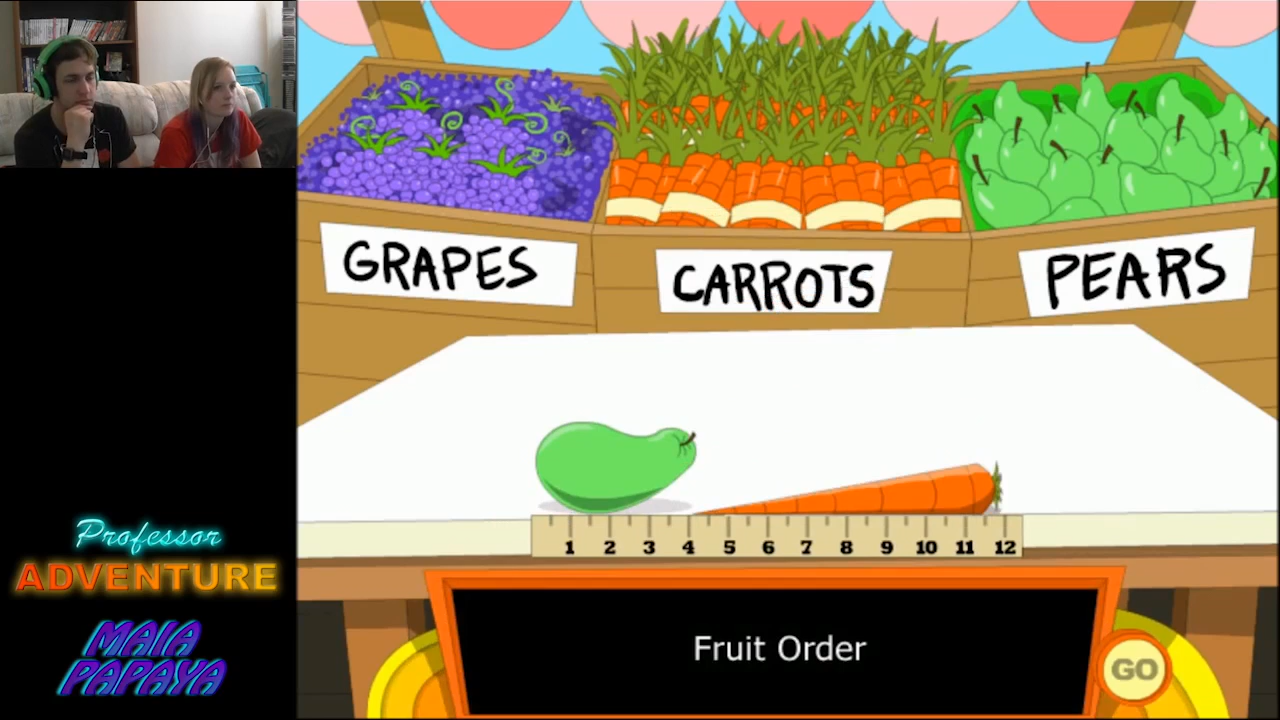 GRAPES
CARROTS
PEARS
1 2 3 4 5 6 7 8 9 10 11 12
Fruit Order
GO
Professor
ADVENTURE
MAIA
PAPAYA